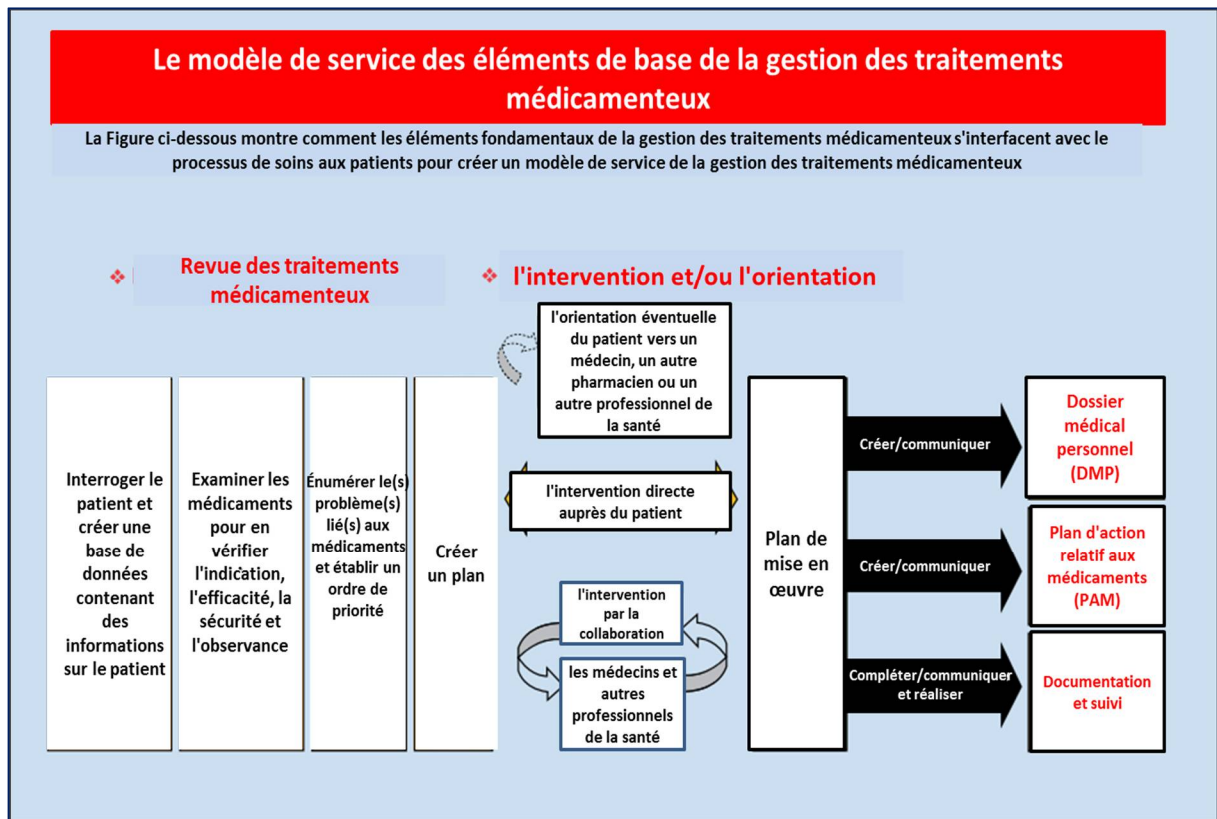 Le modèle de service des éléments de base de la gestion des traitements
médicamenteux
La Figure ci-dessous montre comment les éléments fondamentaux de la gestion des traitements médicamenteux s'interfacent avec le
processus de soins aux patients pour créer un modèle de service de la gestion des traitements médicamenteux
Revue des traitements
médicamenteux
l'intervention et/ou l'orientation
Interroger le
patient et
créer une
base de
données
contenant
des
informations
sur le patient
Examiner les
médicaments
pour en
vérifier
l'indication,
l'efficacité, la
sécurité et
l'observance
Énumérer le(s)
problème(s)
lié(s) aux
médicaments
et établir un
ordre de
priorité
Créer
un plan
l'orientation éventuelle
du patient vers un
médecin, un autre
pharmacien ou un
autre professionnel de
la santé
l'intervention directe
auprès du patient
l'intervention
par la
collaboration
les médecins et
autres
professionnels
de la santé
Plan de
mise en
œuvre
Créer/communiquer
Dossier
médical
personnel
(DMP)
Créer/communiquer
Plan d'action
relatif aux
médicaments
(PAM)
Compléter/communiquer
et réaliser
Documentation
et suivi